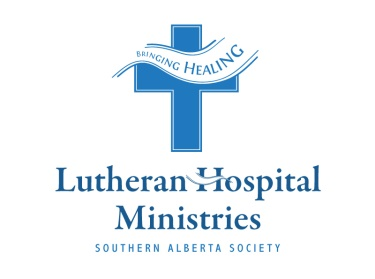 BRINGING HEALING
Lutheran Hospital
Ministries
SOUTHERN ALBERTA SOCIETY